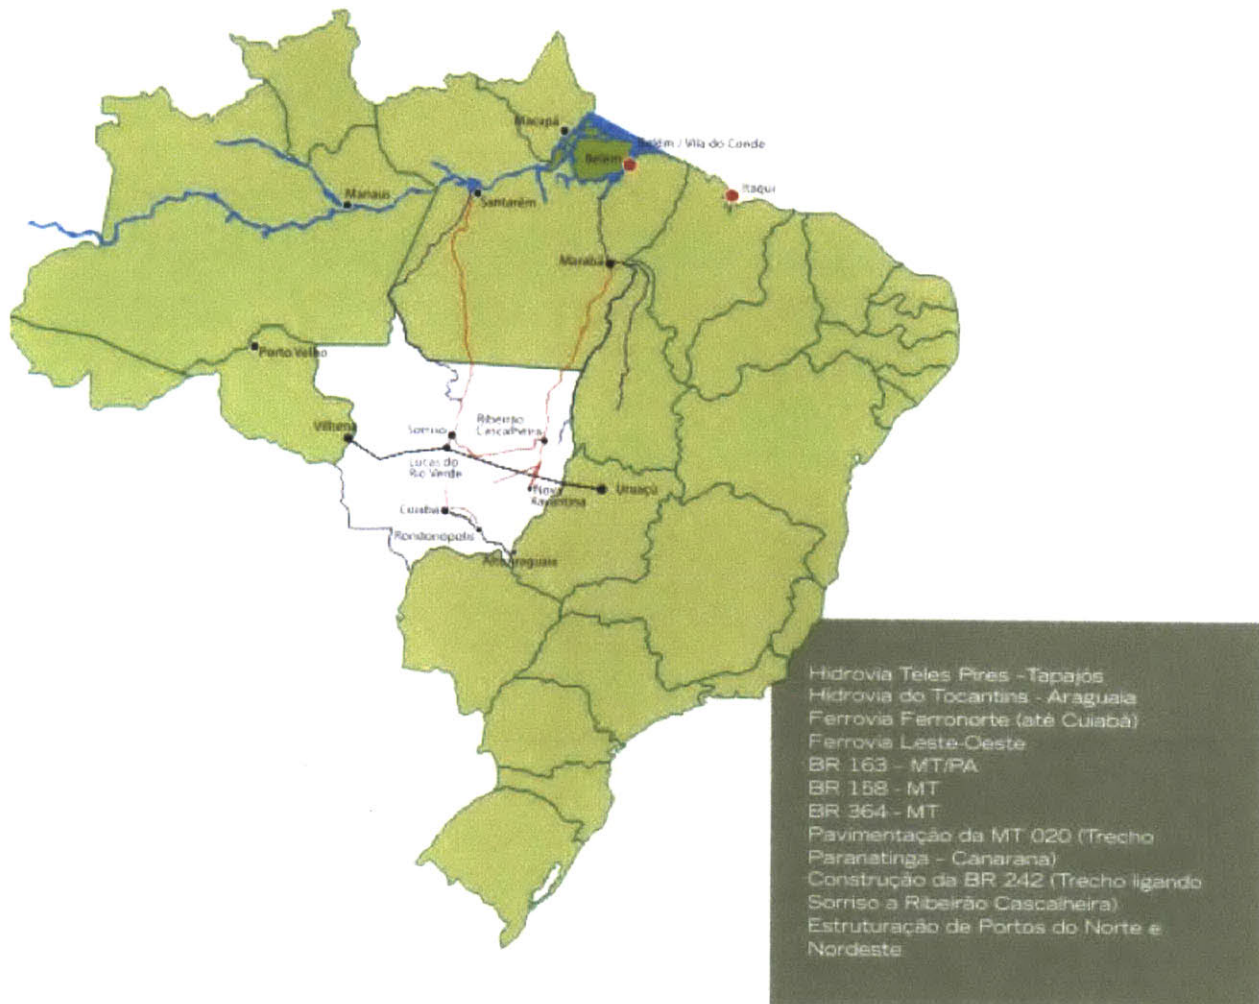 Macapá
Belém / Vila do Conde
Belém
Itaqui
Manaus
Santarém
Marabá
Porto Velho
Vilhena
Sorriso
Ribeirão
Cascalheira
Lucas do
Rio Verde
Nova
Xavantina
Uruaçu
Cuiabá
Rondonópolis
Alto Araguaia
Hidrovia Teles Pires -Tapajós
Hidrovia do Tocantins - Araguaia
Ferrovia Ferronorte (até Cuiabá)
Ferrovia Leste-Oeste
BR 163 - MT/PA
BR 158 - MT
BR 364 - MT
Pavimentação da MT 020 (Trecho
Paranatinga - Canarana)
Construção da BR 242 (Trecho ligando
Sorriso a Ribeirão Cascalheira)
Estruturação de Portos do Norte e
Nordeste